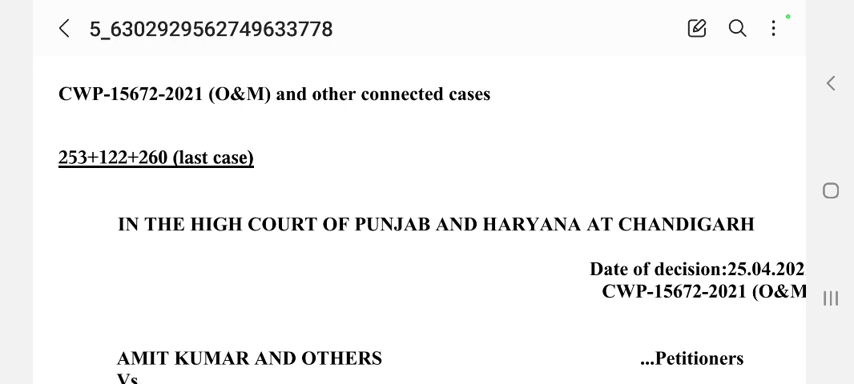 5_6302929562749633778
CWP-15672-2021 (O&M) and other connected cases
253+122+260 (last case)
IN THE HIGH COURT OF PUNJAB AND HARYANA AT CHANDIGARH
Date of decision:25.04.202
CWP-15672-2021 (O&M
AMIT KUMAR AND OTHERS ...Petitioners
Vs